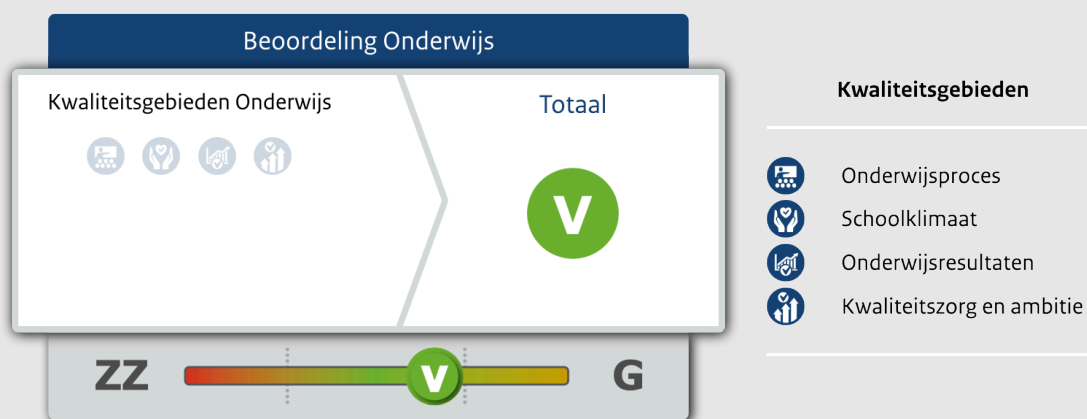 Beoordeling Onderwijs
Kwaliteitsgebieden Onderwijs
Totaal
V
ZZ
V
G
Kwaliteitsgebieden
Onderwijsproces
Schoolklimaat
Onderwijsresultaten
Kwaliteitszorg en ambitie